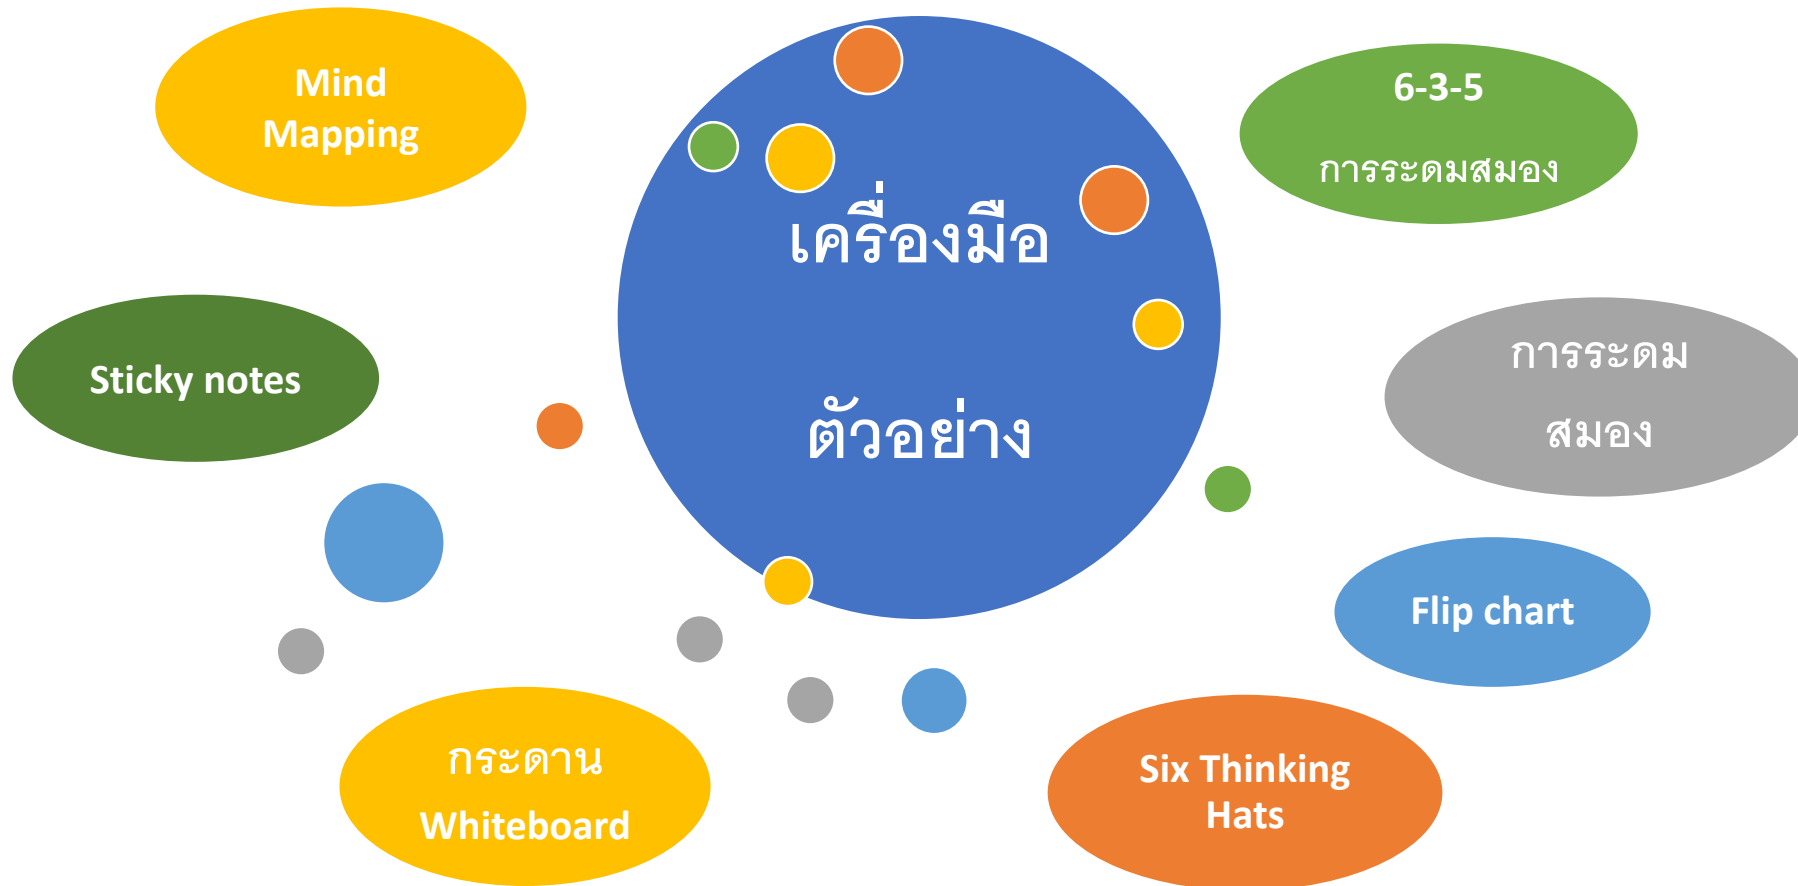 Mind
Mapping
6-3-5
การระดมสมอง
เครื่องมือ
ตัวอย่าง
Sticky notes
การระดม
สมอง
Flip chart
กระดาน
Whiteboard
Six Thinking
Hats